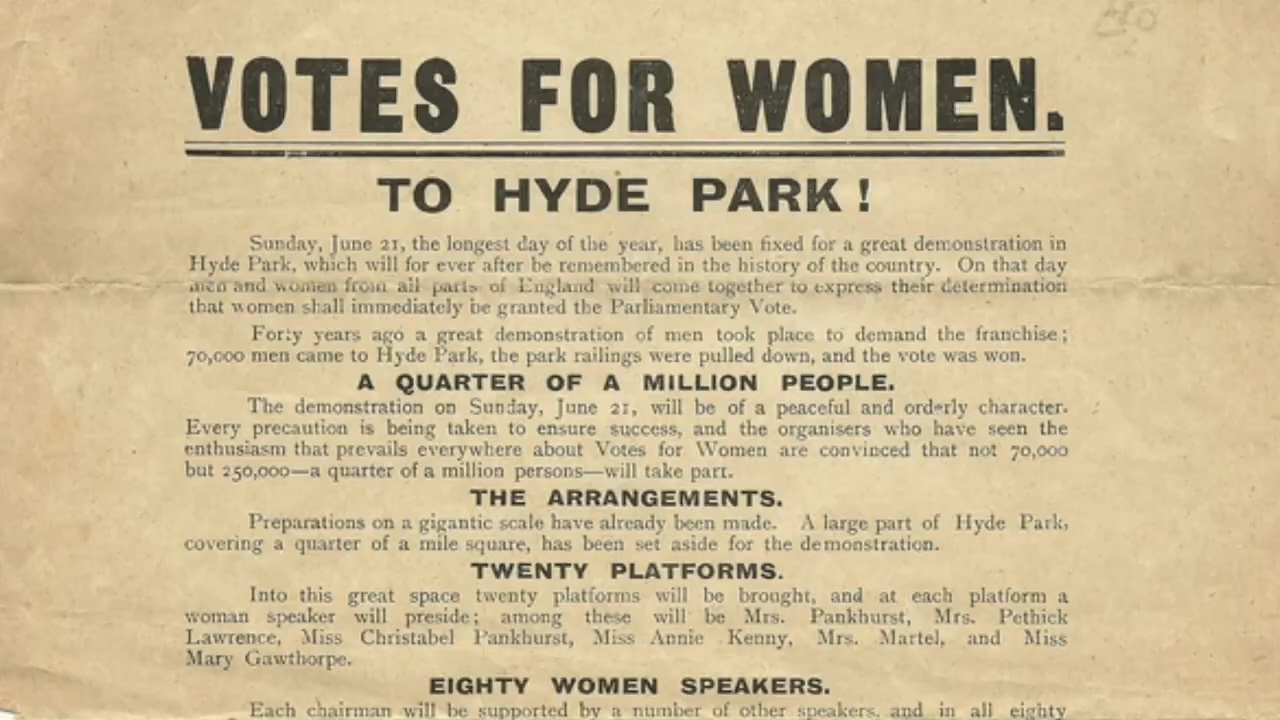 VOTES FOR WOMEN.
TO HYDE PARK!
Sunday, June 21, the longest day of the year, has been fixed for a great demonstration in
Hyde Park, which will for ever after be remembered in the history of the country. On that day
men and women from all parts of England will come together to express their determination
that women shall immediately be granted the Parliamentary Vote.
Forty years ago a great demonstration of men took place to demand the franchise;
70,000 men came to Hyde Park, the park railings were pulled down, and the vote was won.
A QUARTER OF A MILLION PEOPLE.
The demonstration on Sunday, June 21, will be of a peaceful and orderly character.
Every precaution is being taken to ensure success, and the organisers who have seen the
enthusiasm that prevails everywhere about Votes for Women are convinced that not 70,000
but 250,000—a quarter of a million persons—will take part.
THE ARRANGEMENTS.
Preparations on a gigantic scale have already been made. A large part of Hyde Park,
covering a quarter of a mile square, has been set aside for the demonstration.
TWENTY PLATFORMS.
Into this great space twenty platforms will be brought, and at each platform a
woman speaker will preside; among these will be Mrs. Pankhurst, Mrs. Pethick
Lawrence, Miss Christabel Pankhurst, Miss Annie Kenny, Mrs. Martel, and Miss
Mary Gawthorpe.
EIGHTY WOMEN SPEAKERS.
Each chairman will be supported by a number of other speakers, and in all eighty